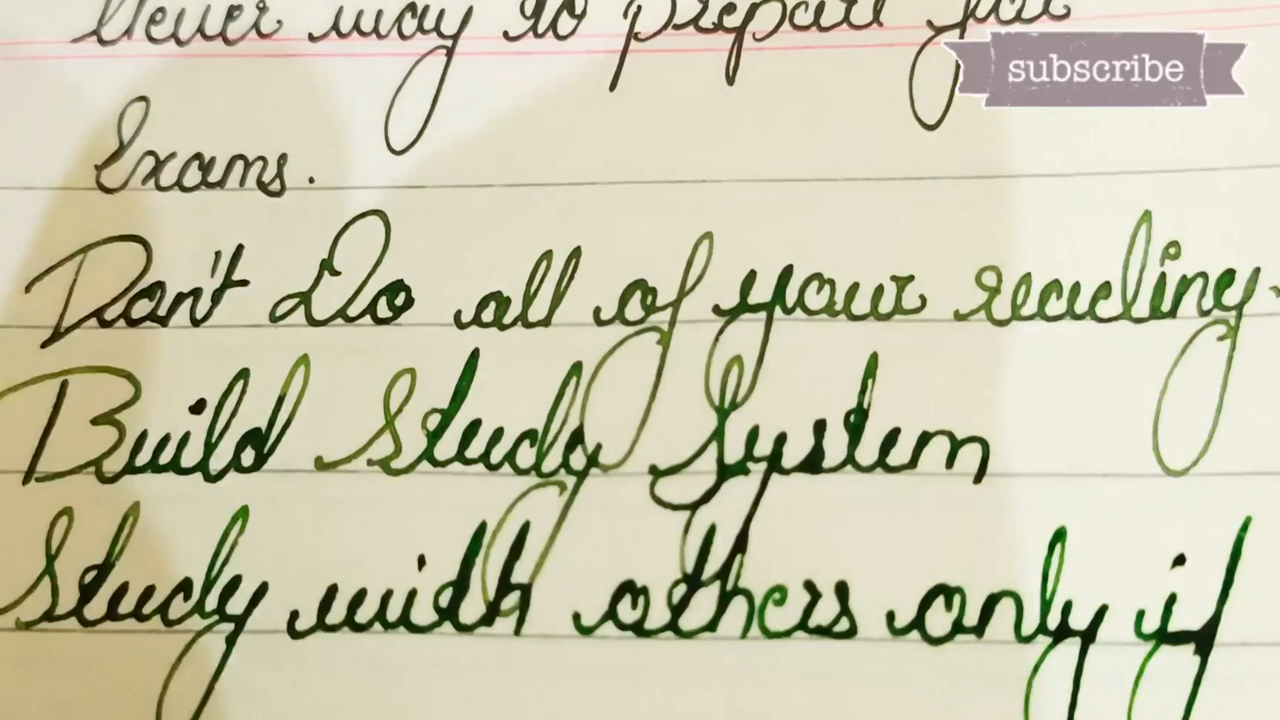 Clever way to prepare for
subscribe
Exams.
Don't Do all of your reading.
Build Study System
Study with others only if